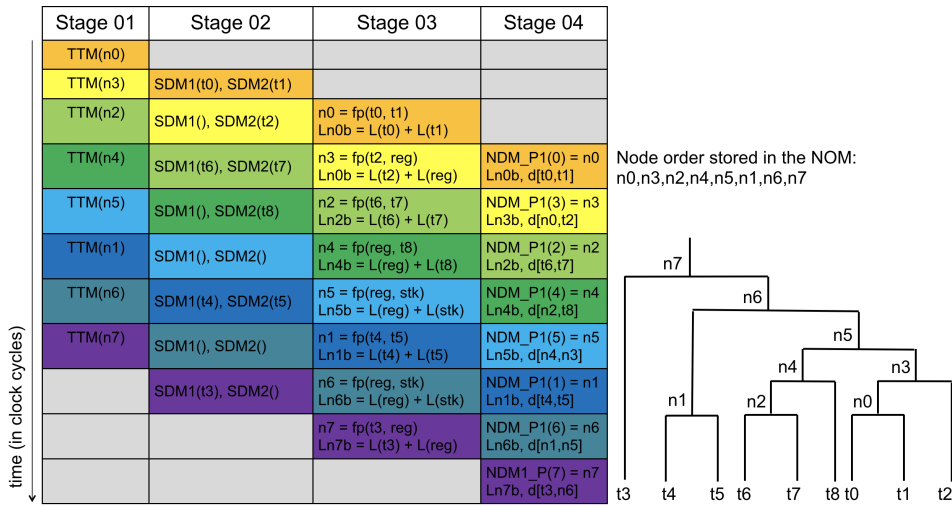 Stage 01 Stage 02 Stage 03 Stage 04
TTM(n0)
TTM(n3) SDM1(t0), SDM2(t1)
TTM(n2) SDM1(), SDM2(t2) n0 = fp(t0, t1)
Ln0b = L(t0) + L(t1)
TTM(n4) SDM1(t6), SDM2(t7) n3 = fp(t2, reg) NDM_P1(0) = n0
Ln0b = L(t2) + L(reg) Ln0b, d[t0,t1]
TTM(n5) SDM1(), SDM2(t8) n2 = fp(t6, t7) NDM_P1(3) = n3
Ln2b = L(t6) + L(t7) Ln3b, d[n0,t2]
TTM(n1) SDM1(), SDM2() n4 = fp(reg, t8) NDM_P1(2) = n2
Ln4b = L(reg) + L(t8) Ln2b, d[t6,t7]
TTM(n6) SDM1(t4), SDM2(t5) n5 = fp(reg, stk) NDM_P1(4) = n4
Ln5b = L(reg) + L(stk) Ln4b, d[n2,t8]
TTM(n7) SDM1(), SDM2() n1 = fp(t4, t5) NDM_P1(5) = n5
Ln1b = L(t4) + L(t5) Ln5b, d[n4,n3]
SDM1(t3), SDM2() n6 = fp(reg, stk) NDM_P1(1) = n1
Ln6b = L(reg) + L(stk) Ln1b, d[t4,t5]
n7 = fp(t3, reg) NDM_P1(6) = n6
Ln7b = L(t3) + L(reg) Ln6b, d[n1,n5]
NDM1_P(7) = n7
Ln7b, d[t3,n6]
time (in clock cycles)
Node order stored in the NOM:
n0,n3,n2,n4,n5,n1,n6,n7
n7
n6
n5
n4 n3
n1 n2 n0
t3 t4 t5 t6 t7 t8 t0 t1 t2